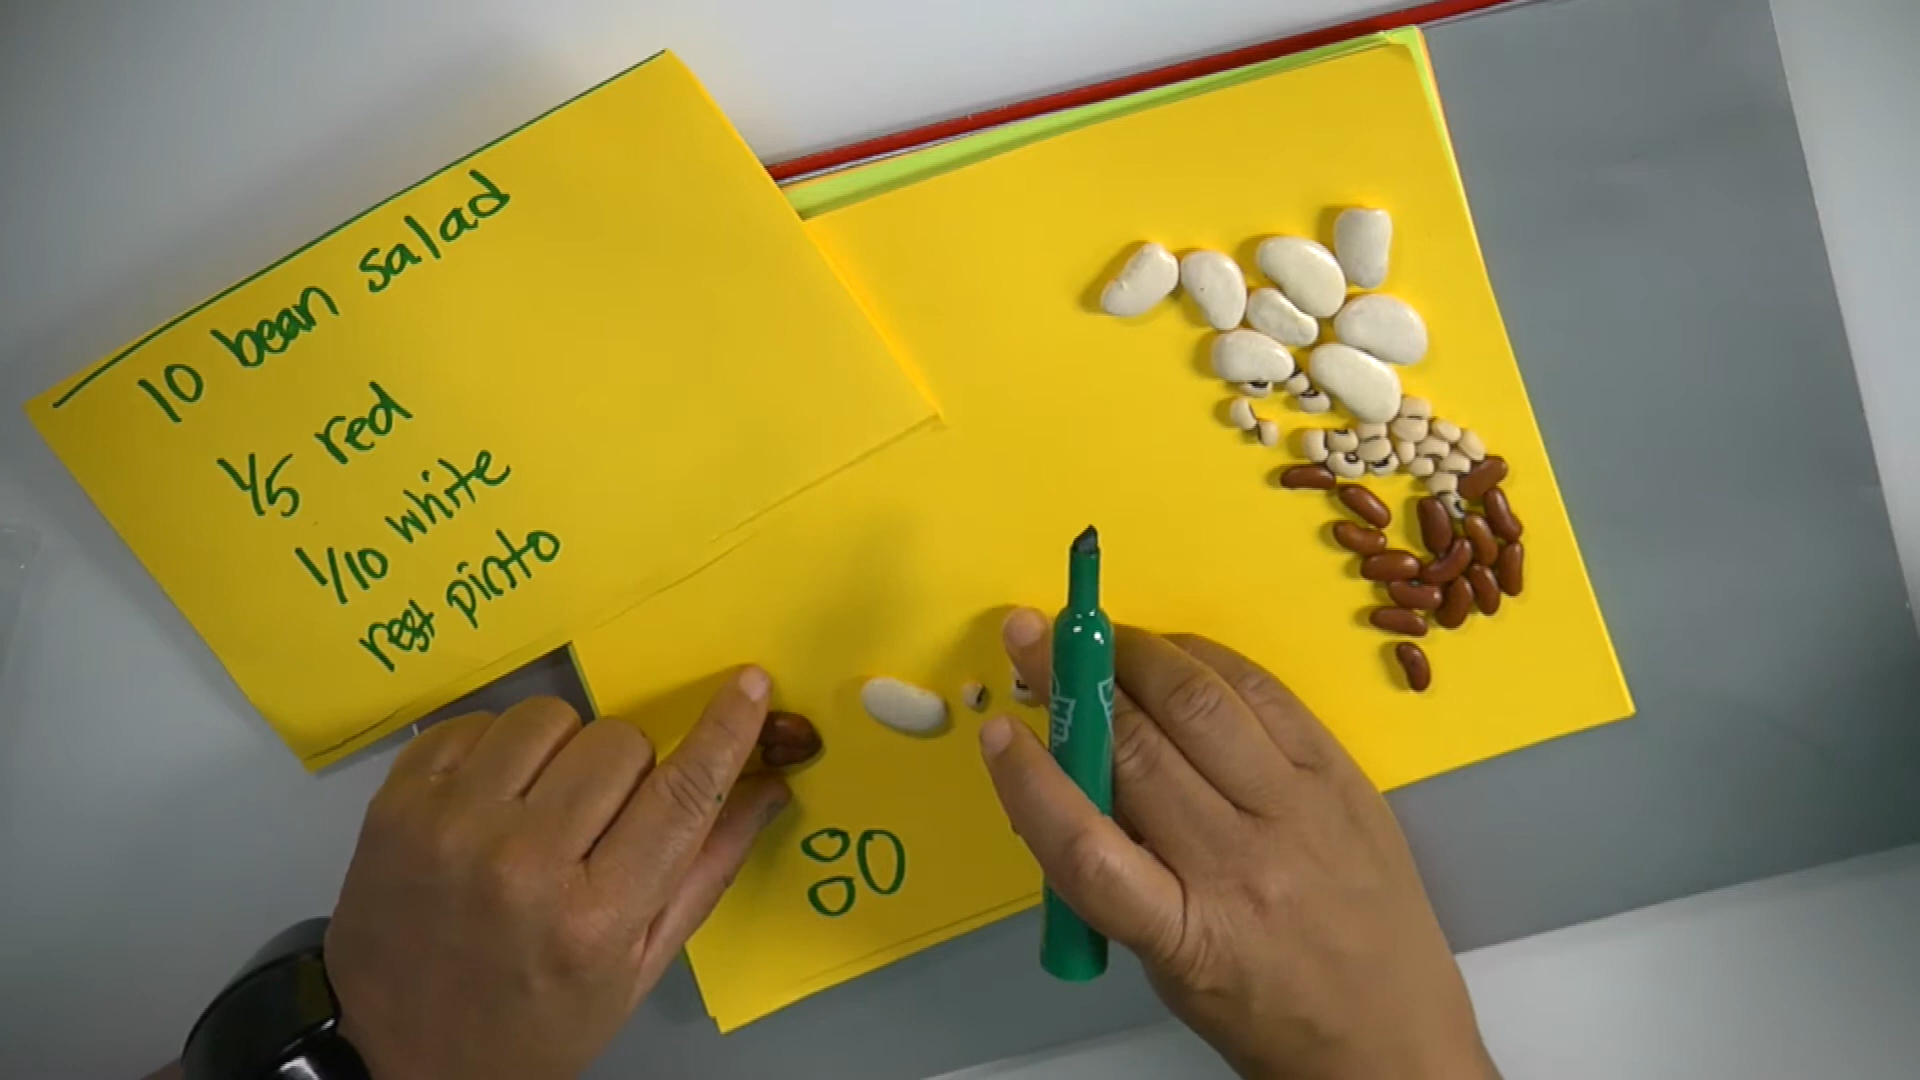 10 bean salad
1/5 red
1/10 white
rest pinto